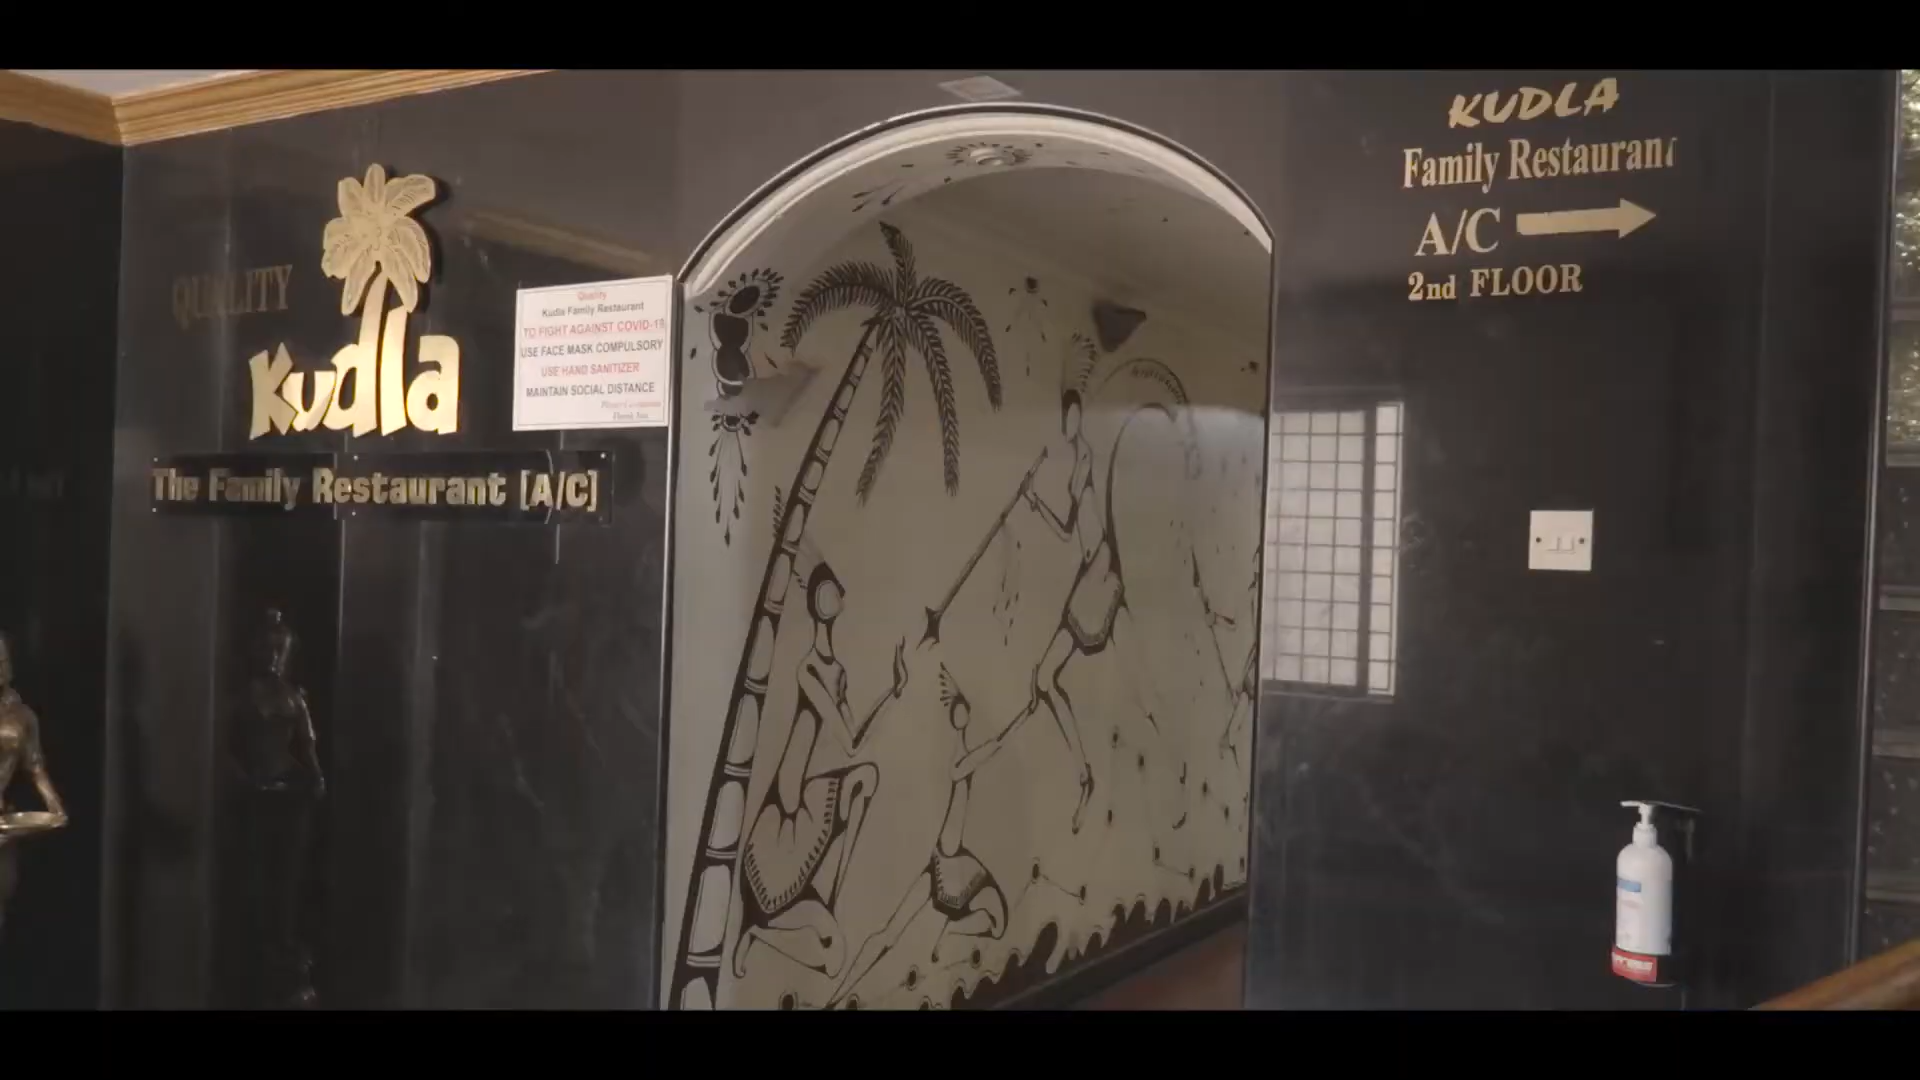 QUALITY
Kudla
The Family Restaurant [A/C]
Quality
Kudla Family Restaurant
TO FIGHT AGAINST COVID-19
USE FACE MASK COMPULSORY
USE HAND SANITIZER
MAINTAIN SOCIAL DISTANCE
Thank You
KUDLA
Family Restaurant
A/C
2nd FLOOR